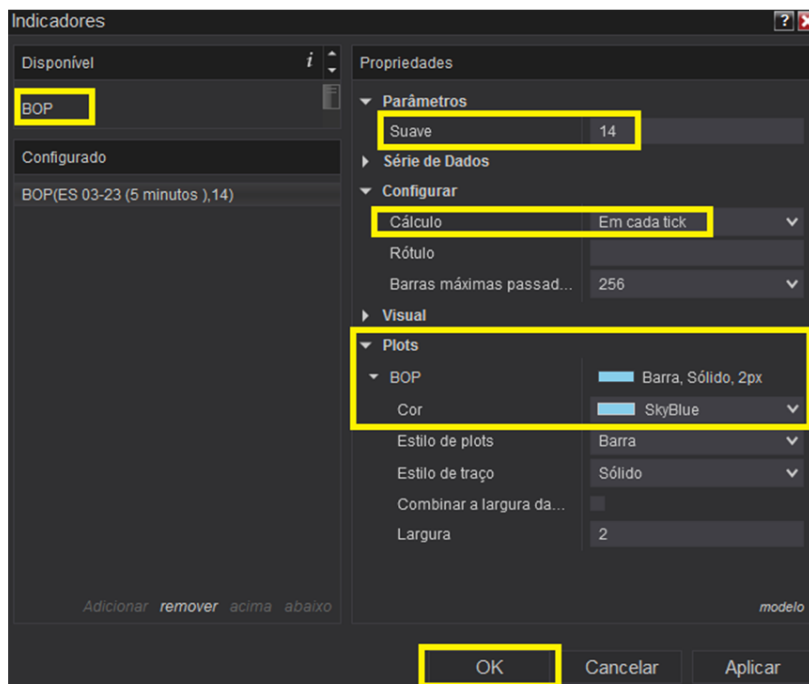 Indicadores
?
Disponível
i
BOP
Configurado
BOP(ES 03-23 (5 minutos ),14)
Adicionar remover acima abaixo
Propriedades
Parâmetros
Suave 14
Série de Dados
Configurar
Cálculo Em cada tick
Rótulo
Barras máximas passad... 256
Visual
Plots
BOP Barra, Sólido, 2px
Cor SkyBlue
Estilo de plots Barra
Estilo de traço Sólido
Combinar a largura da...
Largura 2
modelo
OK Cancelar Aplicar